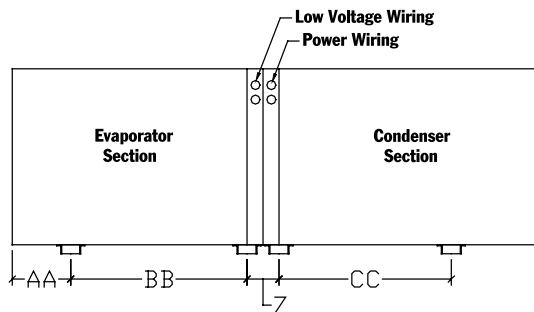 Low Voltage Wiring
Power Wiring
Evaporator
Section
Condenser
Section
AA
BB
CC
7